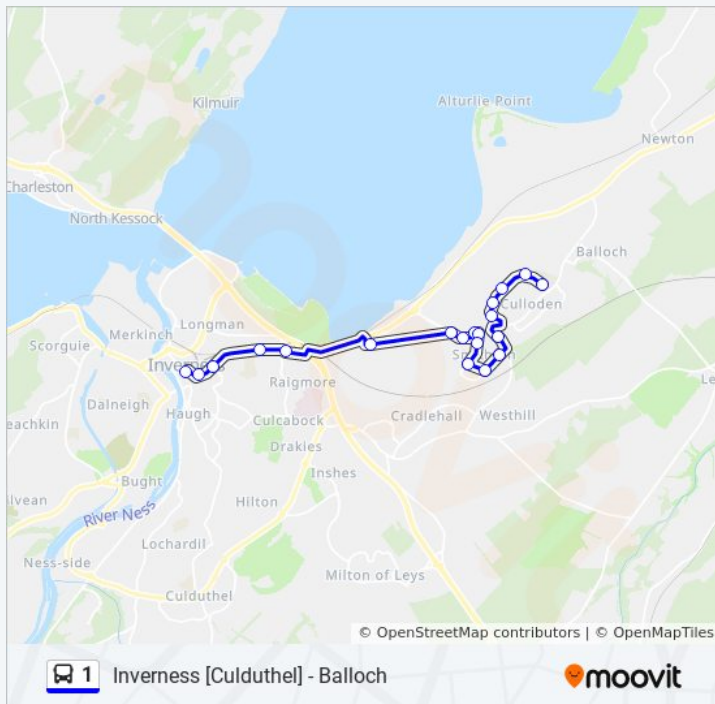 Kilmuir
Alturlie Point
Newton
Charleston
North Kessock
Balloch
Culloden
Longman
Merkinch
Scorguie
Inverne
Smithton
Raigmore
Dalneigh
Haugh
Cradlehall
Westhill
Le
eachkin
Culcabock
Drakies
Bught
Inshes
lvean
Hilton
River Ness
Lochardil
Ness-side
Milton of Leys
Culduthel
© OpenStreetMap contributors | © OpenMapTiles
1 Inverness [Culduthel] - Balloch
moovit